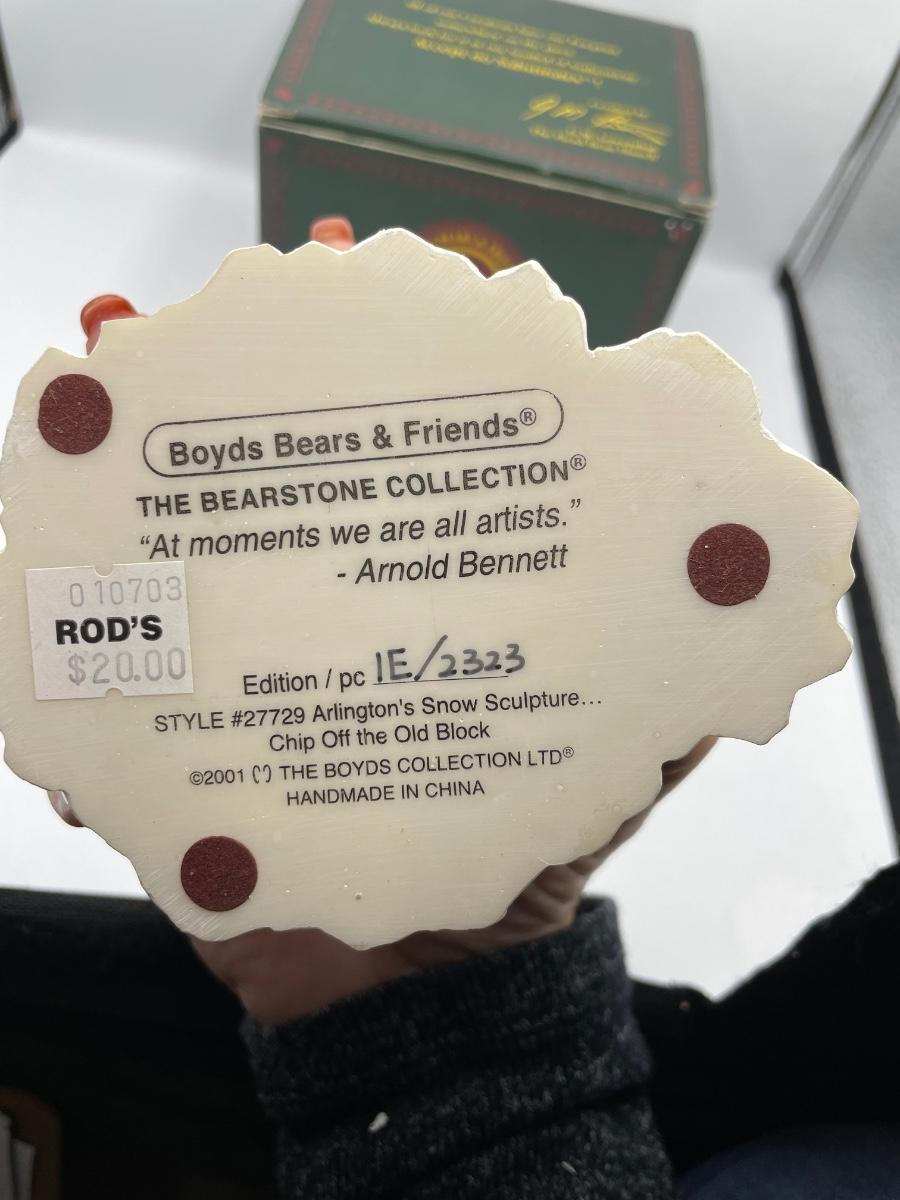 Boyds Bears & Friends®
THE BEARSTONE COLLECTION®
“At moments we are all artists.”
- Arnold Bennett
010703
ROD'S
$20.00
Edition / pc 1E/2323
STYLE #27729 Arlington's Snow Sculpture...
Chip Off the Old Block
©2001 THE BOYDS COLLECTION LTD®
HANDMADE IN CHINA